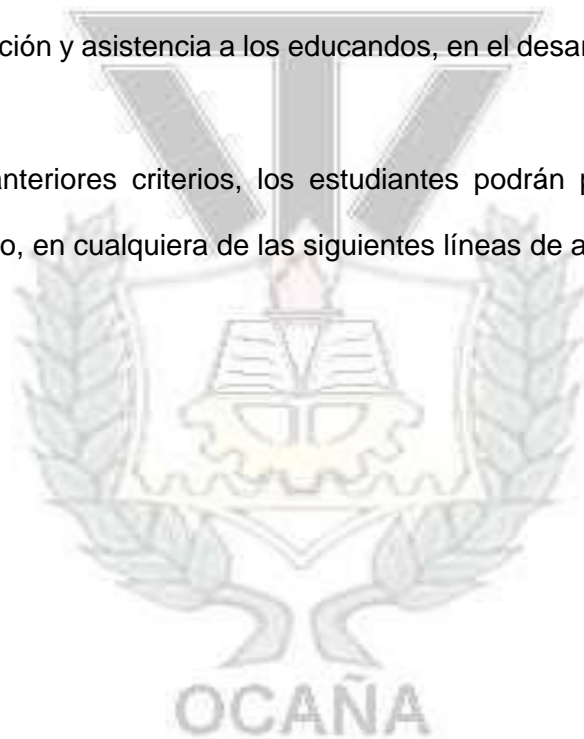 ción y asistencia a los educandos, en el desar
anteriores criterios, los estudiantes podrán p
o, en cualquiera de las siguientes líneas de a
OCAÑA